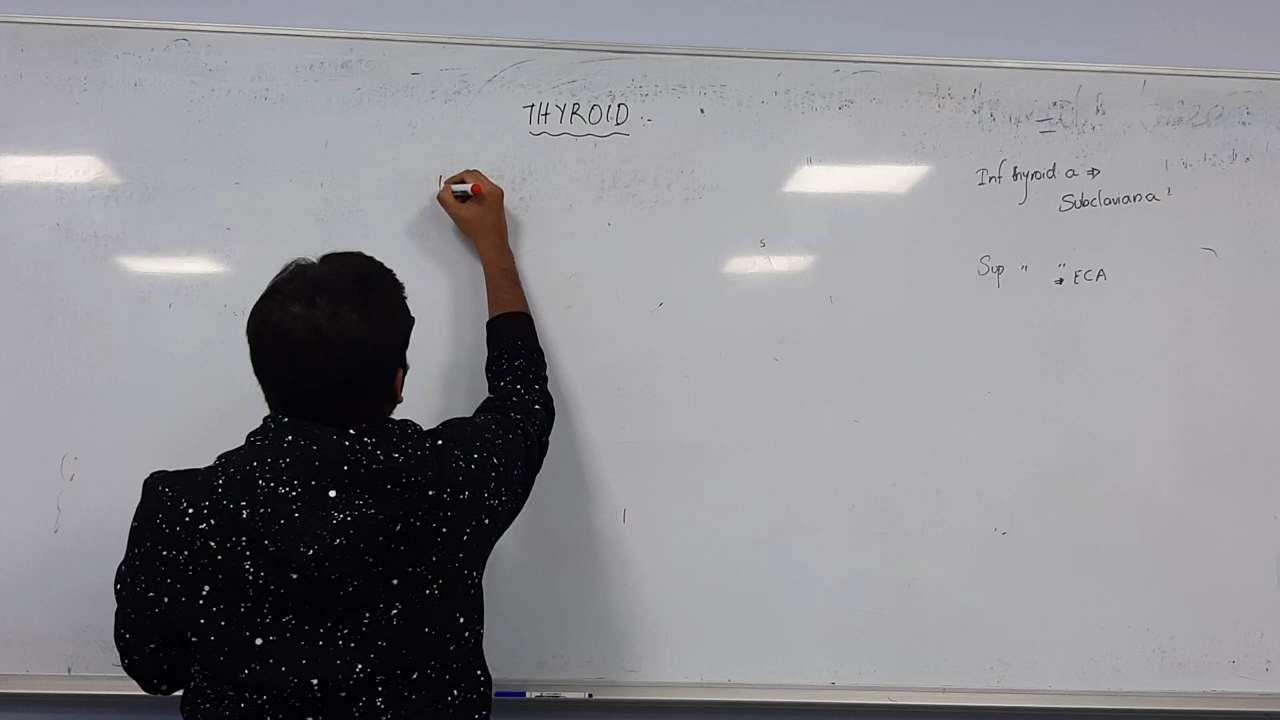 THYROID :-
Inf thyroid a ⇒
Subclavian a
Sup " "
⇒ ECA